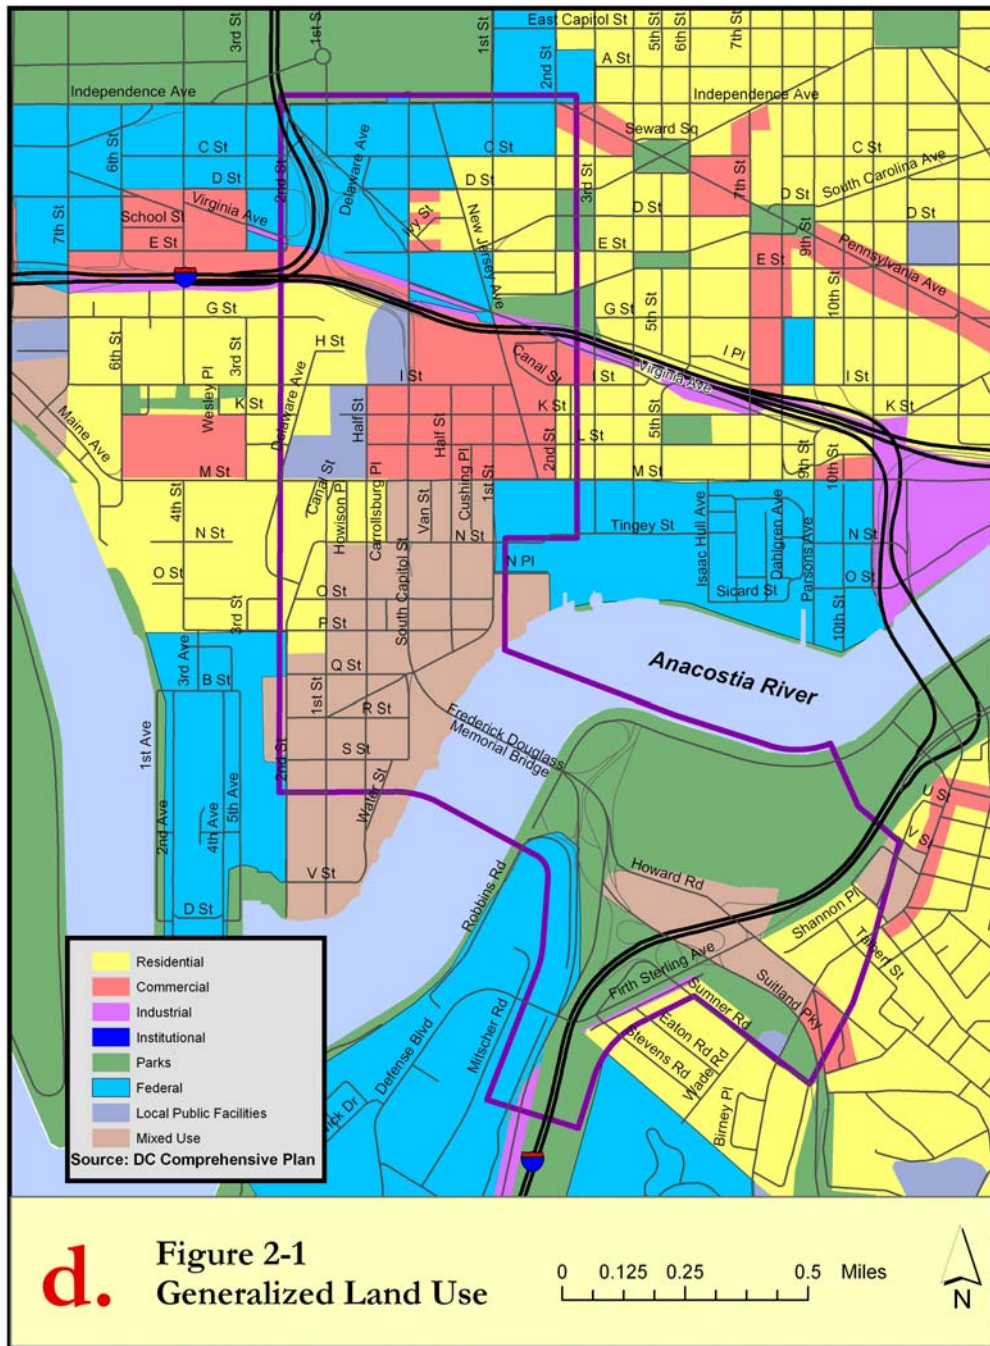 East Capitol St
3rd St
1st St
1st St
2nd St
5th St
6th St
7th St
A St
Independence Ave
Independence Ave
Seward Sq
6th St
C St
2nd St
Delaware Ave
C St
C St
South Carolina Ave
D St
D St
3rd St
7th St
D St
7th St
Virginia Ave
School St
Ivy St
New Jersey Ave
D St
D St
E St
E St
E St
9th St
Pennsylvania Ave
G St
G St
5th St
10th St
6th St
3rd St
H St
Canal St
I Pl
Wesley Pl
Delaware Ave
I St
I St
Virginia Ave
I St
Maine Ave
K St
Half St
Half St
K St
2nd St
L St
5th St
K St
M St
M St
9th St
10th St
4th St
Canal St
Howison Pl
Carrollsburg Pl
Van St
Cushing Pl
1st St
N St
N St
Tingey St
Isaac Hull Ave
Dahlgren Ave
Parsons Ave
N St
N Pl
O St
O St
Sicard St
O St
3rd St
South Capitol St
P St
10th St
3rd Ave
B St
Q St
Anacostia River
1st St
R St
Frederick Douglass
Memorial Bridge
1st Ave
2nd St
S St
Water St
2nd Ave
4th Ave
5th Ave
U St
V St
V St
D St
Robbins Rd
Howard Rd
Shannon Pl
Talbert St
Firth Sterling Ave
Suitland Pky
Mitscher Rd
Defense Blvd
Sumner Rd
Eaton Rd
Stevens Rd
Wade Rd
Birney Pl
wick Dr
Residential
Commercial
Industrial
Institutional
Parks
Federal
Local Public Facilities
Mixed Use
Source: DC Comprehensive Plan
d.
Figure 2-1
Generalized Land Use
0 0.125 0.25 0.5 Miles
N